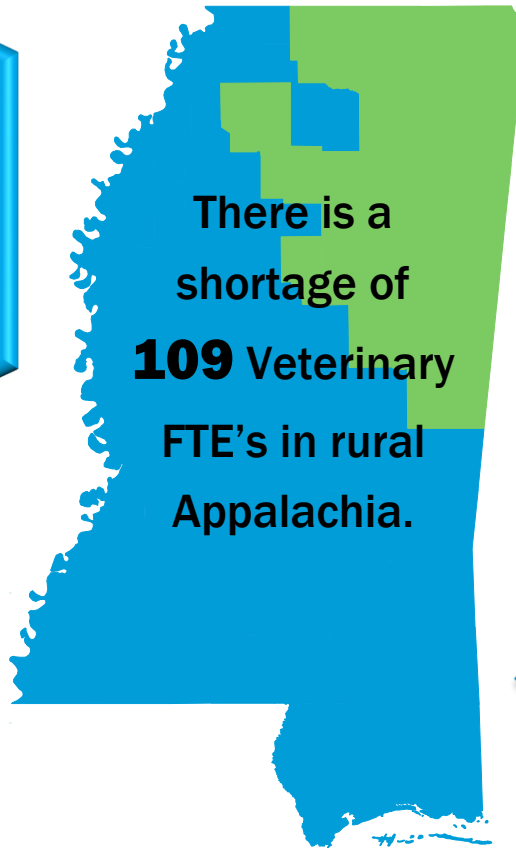 There is a
shortage of
109 Veterinary
FTE’s in rural
Appalachia.